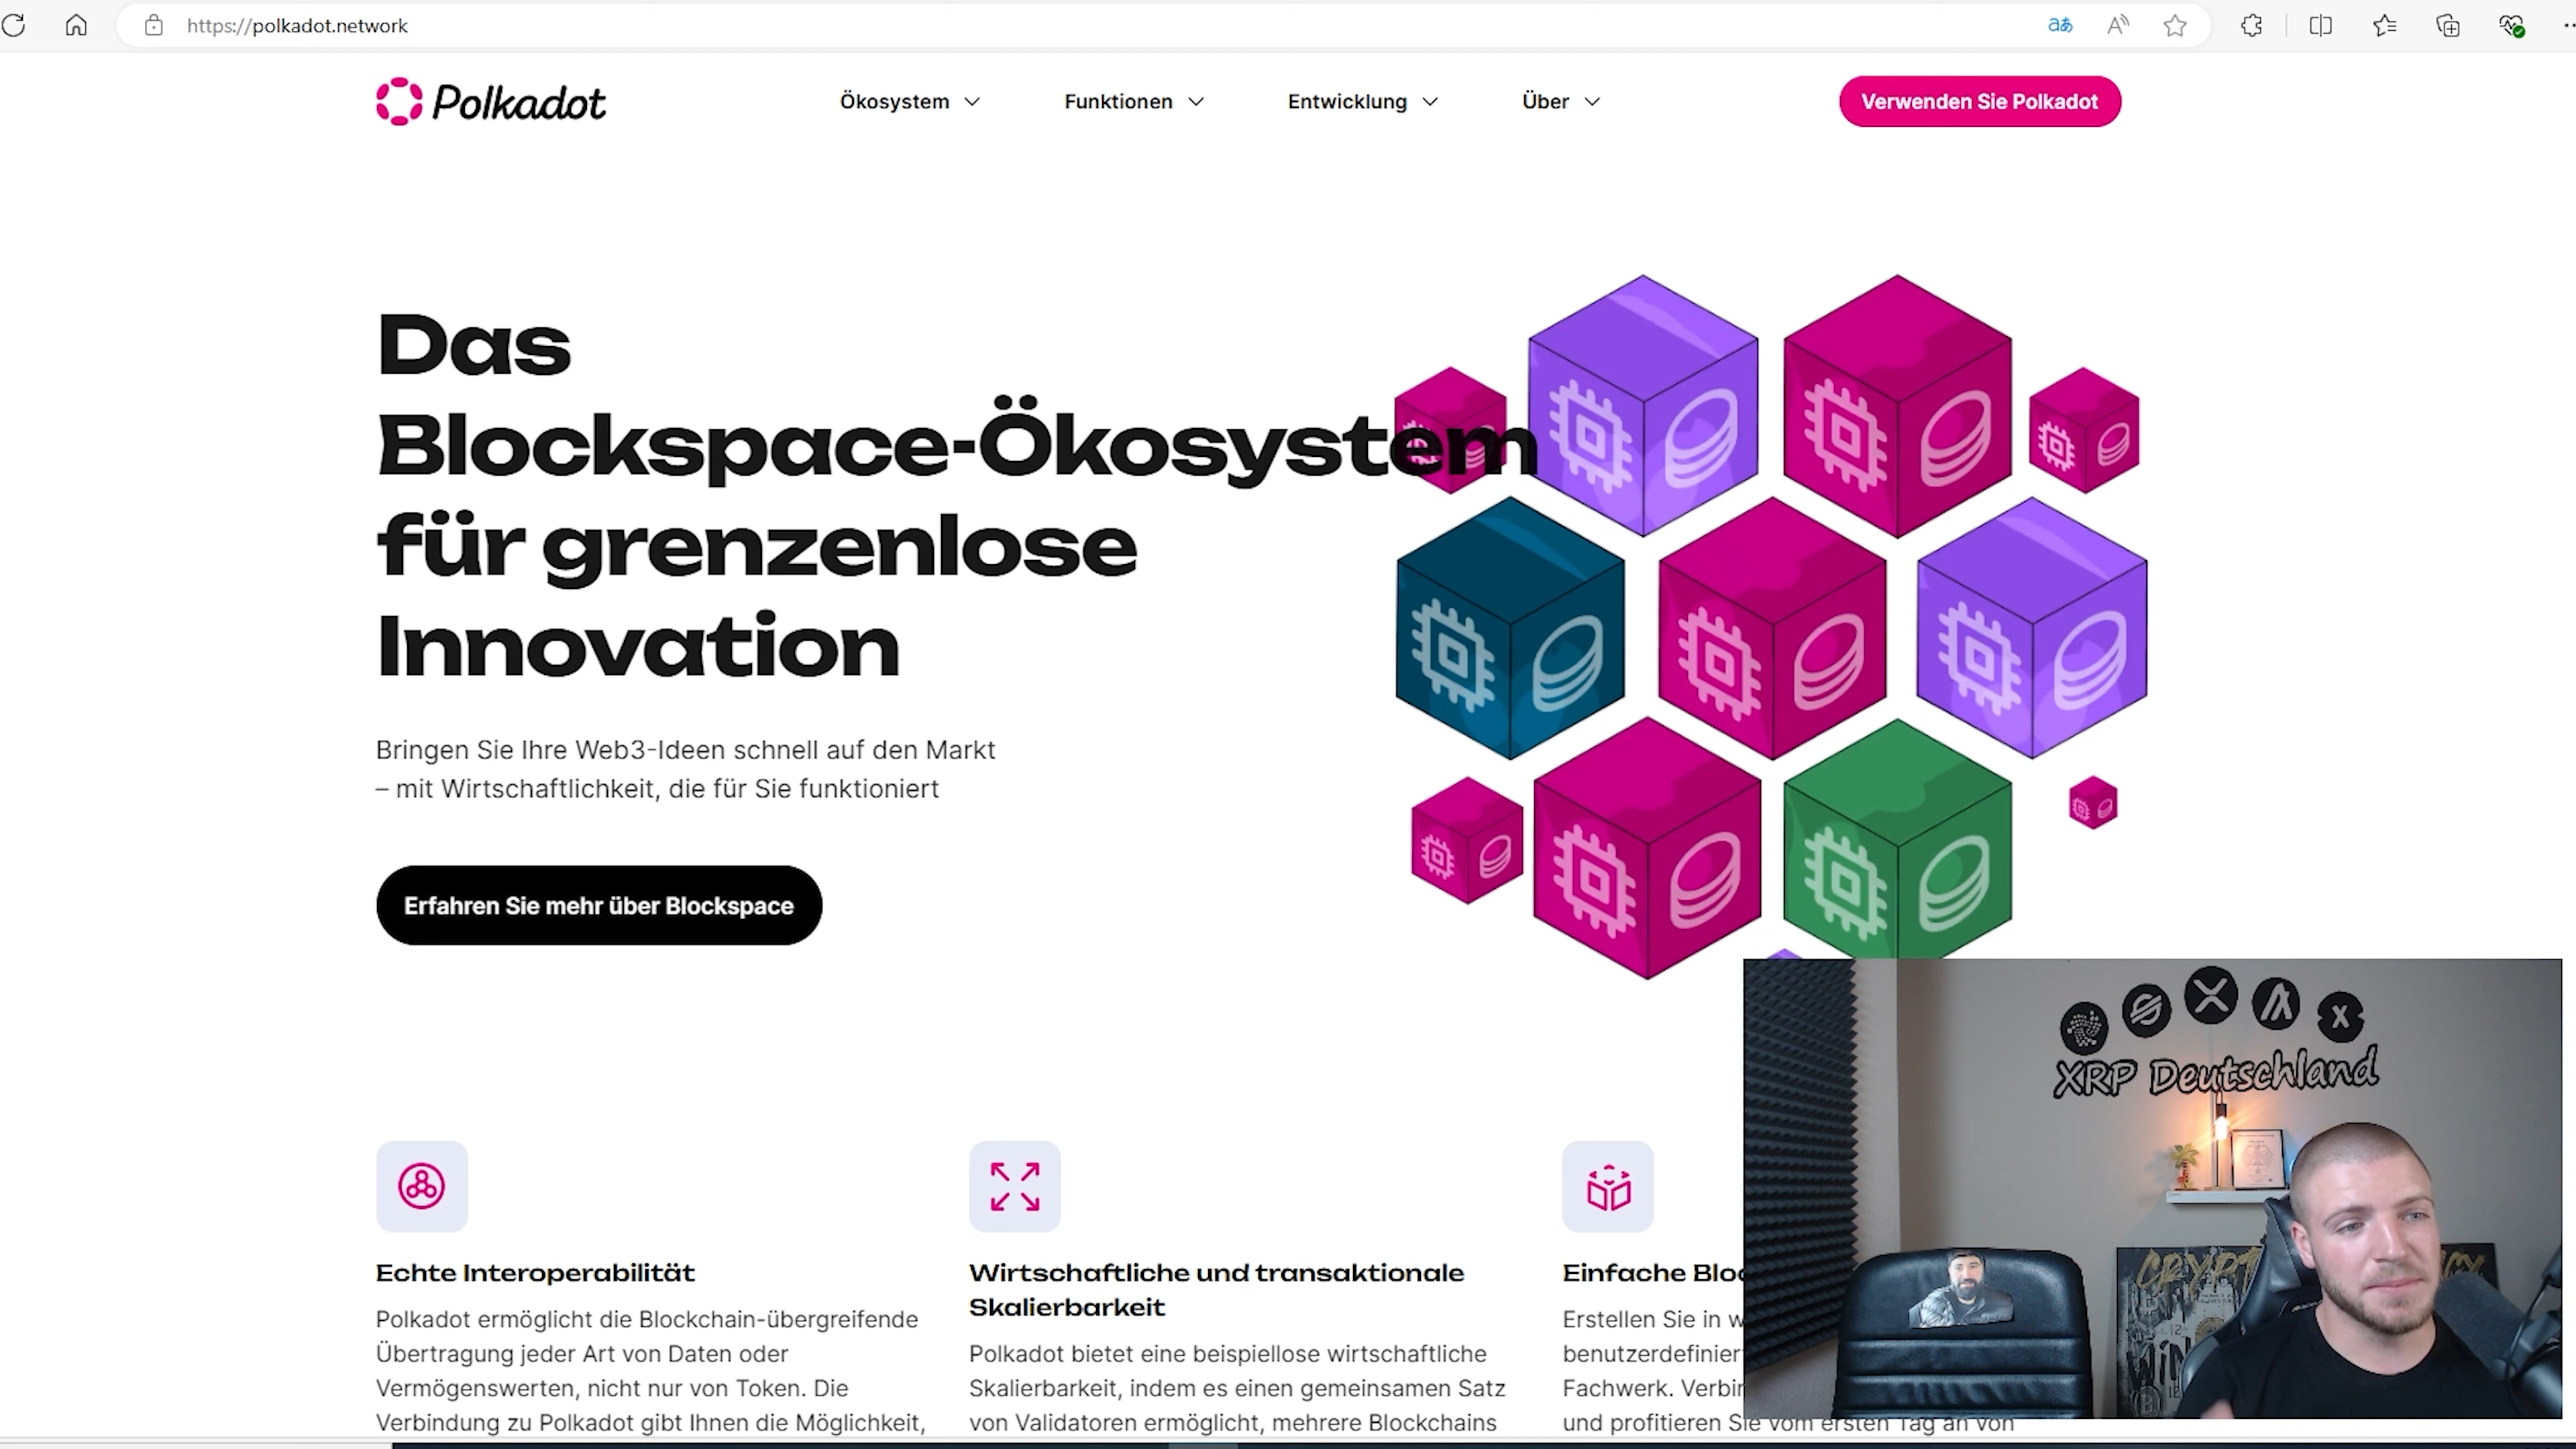 https://polkadot.network
Polkadot
Ökosystem
Funktionen
Entwicklung
Über
Verwenden Sie Polkadot
Das
Blockspace-Ökosystem
für grenzenlose
Innovation
Bringen Sie Ihre Web3-Ideen schnell auf den Markt
– mit Wirtschaftlichkeit, die für Sie funktioniert
Erfahren Sie mehr über Blockspace
Echte Interoperabilität
Polkadot ermöglicht die Blockchain-übergreifende
Übertragung jeder Art von Daten oder
Vermögenswerten, nicht nur von Token. Die
Verbindung zu Polkadot gibt Ihnen die Möglichkeit,
Wirtschaftliche und transaktionale
Skalierbarkeit
Polkadot bietet eine beispiellose wirtschaftliche
Skalierbarkeit, indem es einen gemeinsamen Satz
von Validatoren ermöglicht, mehrere Blockchains
Einfache
Erstellen Sie in
Fachwerk.
und profitieren Sie vom ersten Tag an von
XRP Deutschland